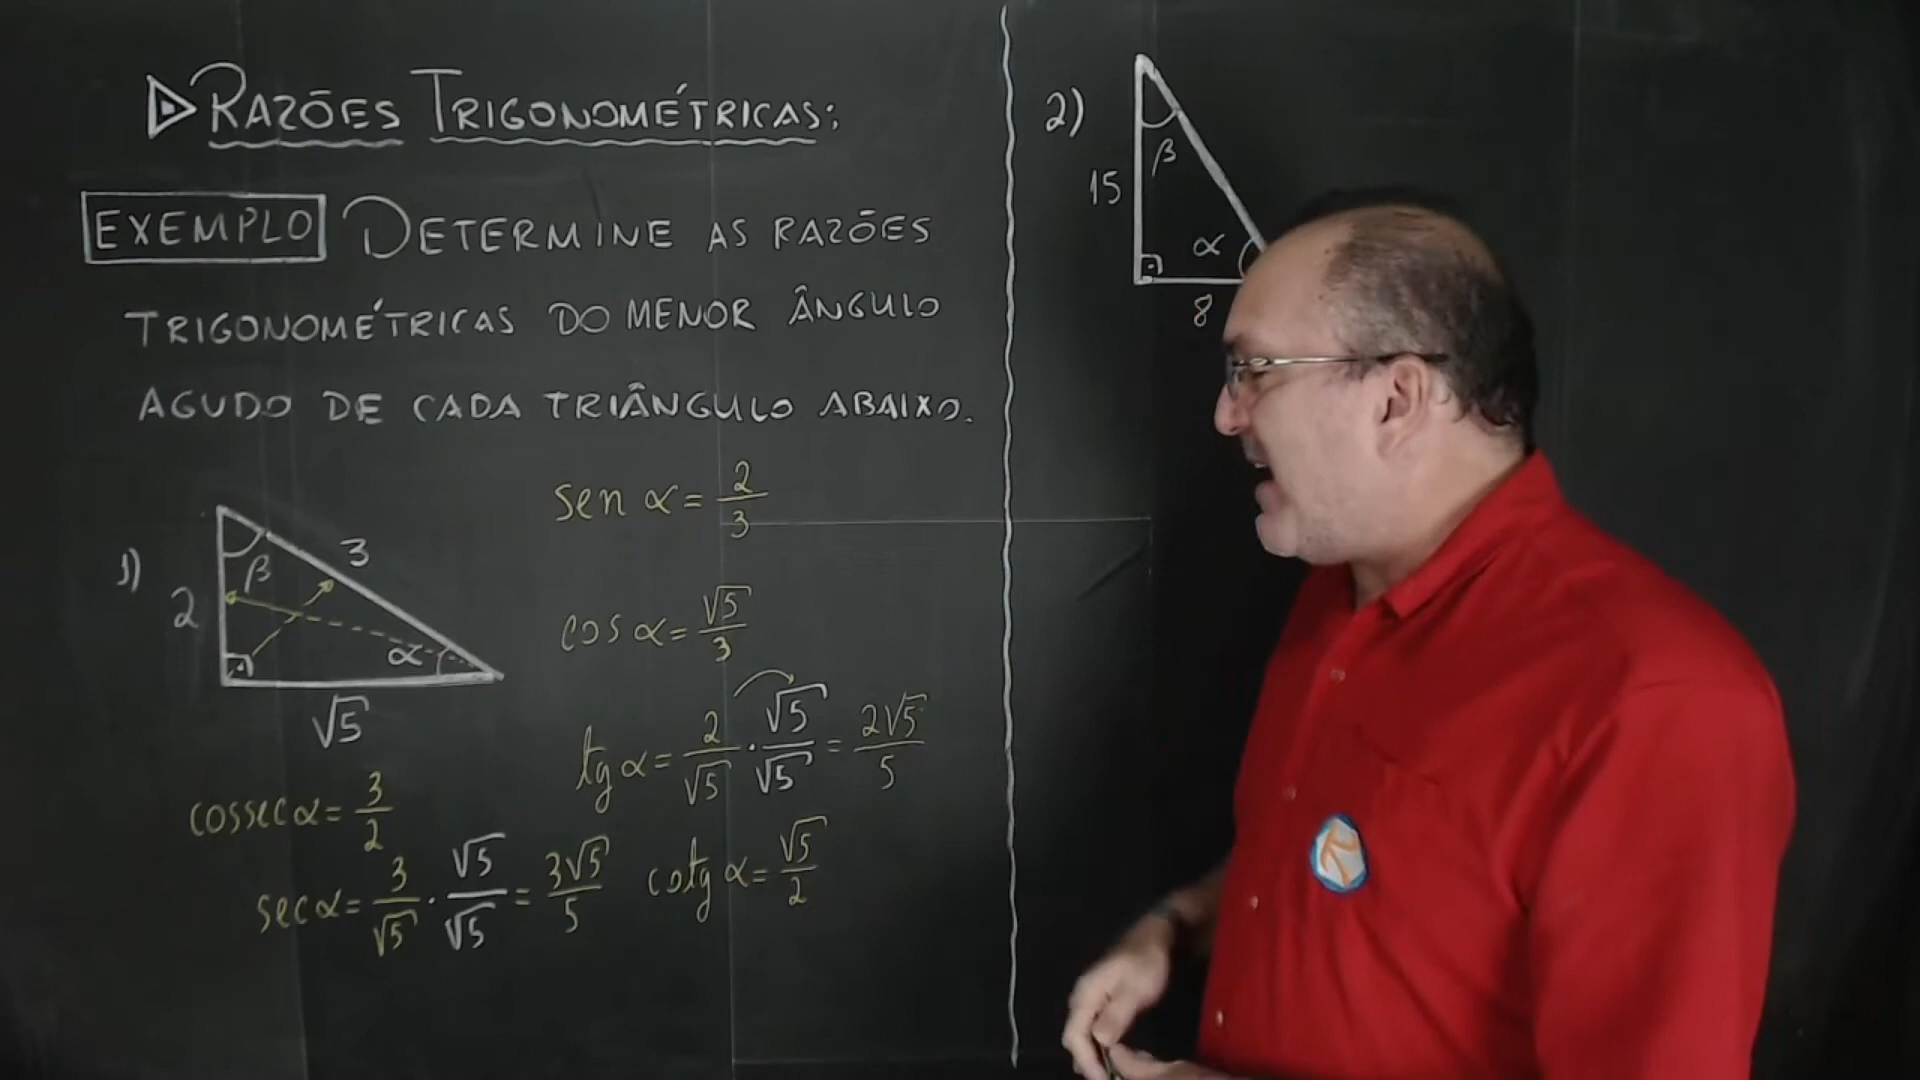 RAZÕES TRIGONOMÉTRICAS:
EXEMPLO DETERMINE AS RAZÕES
TRIGONOMÉTRICAS DO MENOR ÂNGULO
AGUDO DE CADA TRIÂNGULO ABAIXO.
1)
β
3
2
α
√5
sen α = 2/3
cos α = √5/3
tg α = 2/√5 · √5/√5 = 2√5/5
cossec α = 3/2
sec α = 3/√5 · √5/√5 = 3√5/5
cotg α = √5/2
2)
β
15
α
8